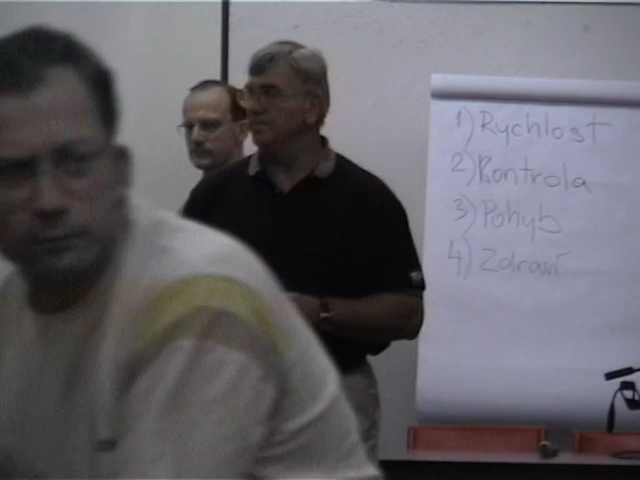 1) Rychlost
2) Kontrola
3) Pohyb
4) Zdraví